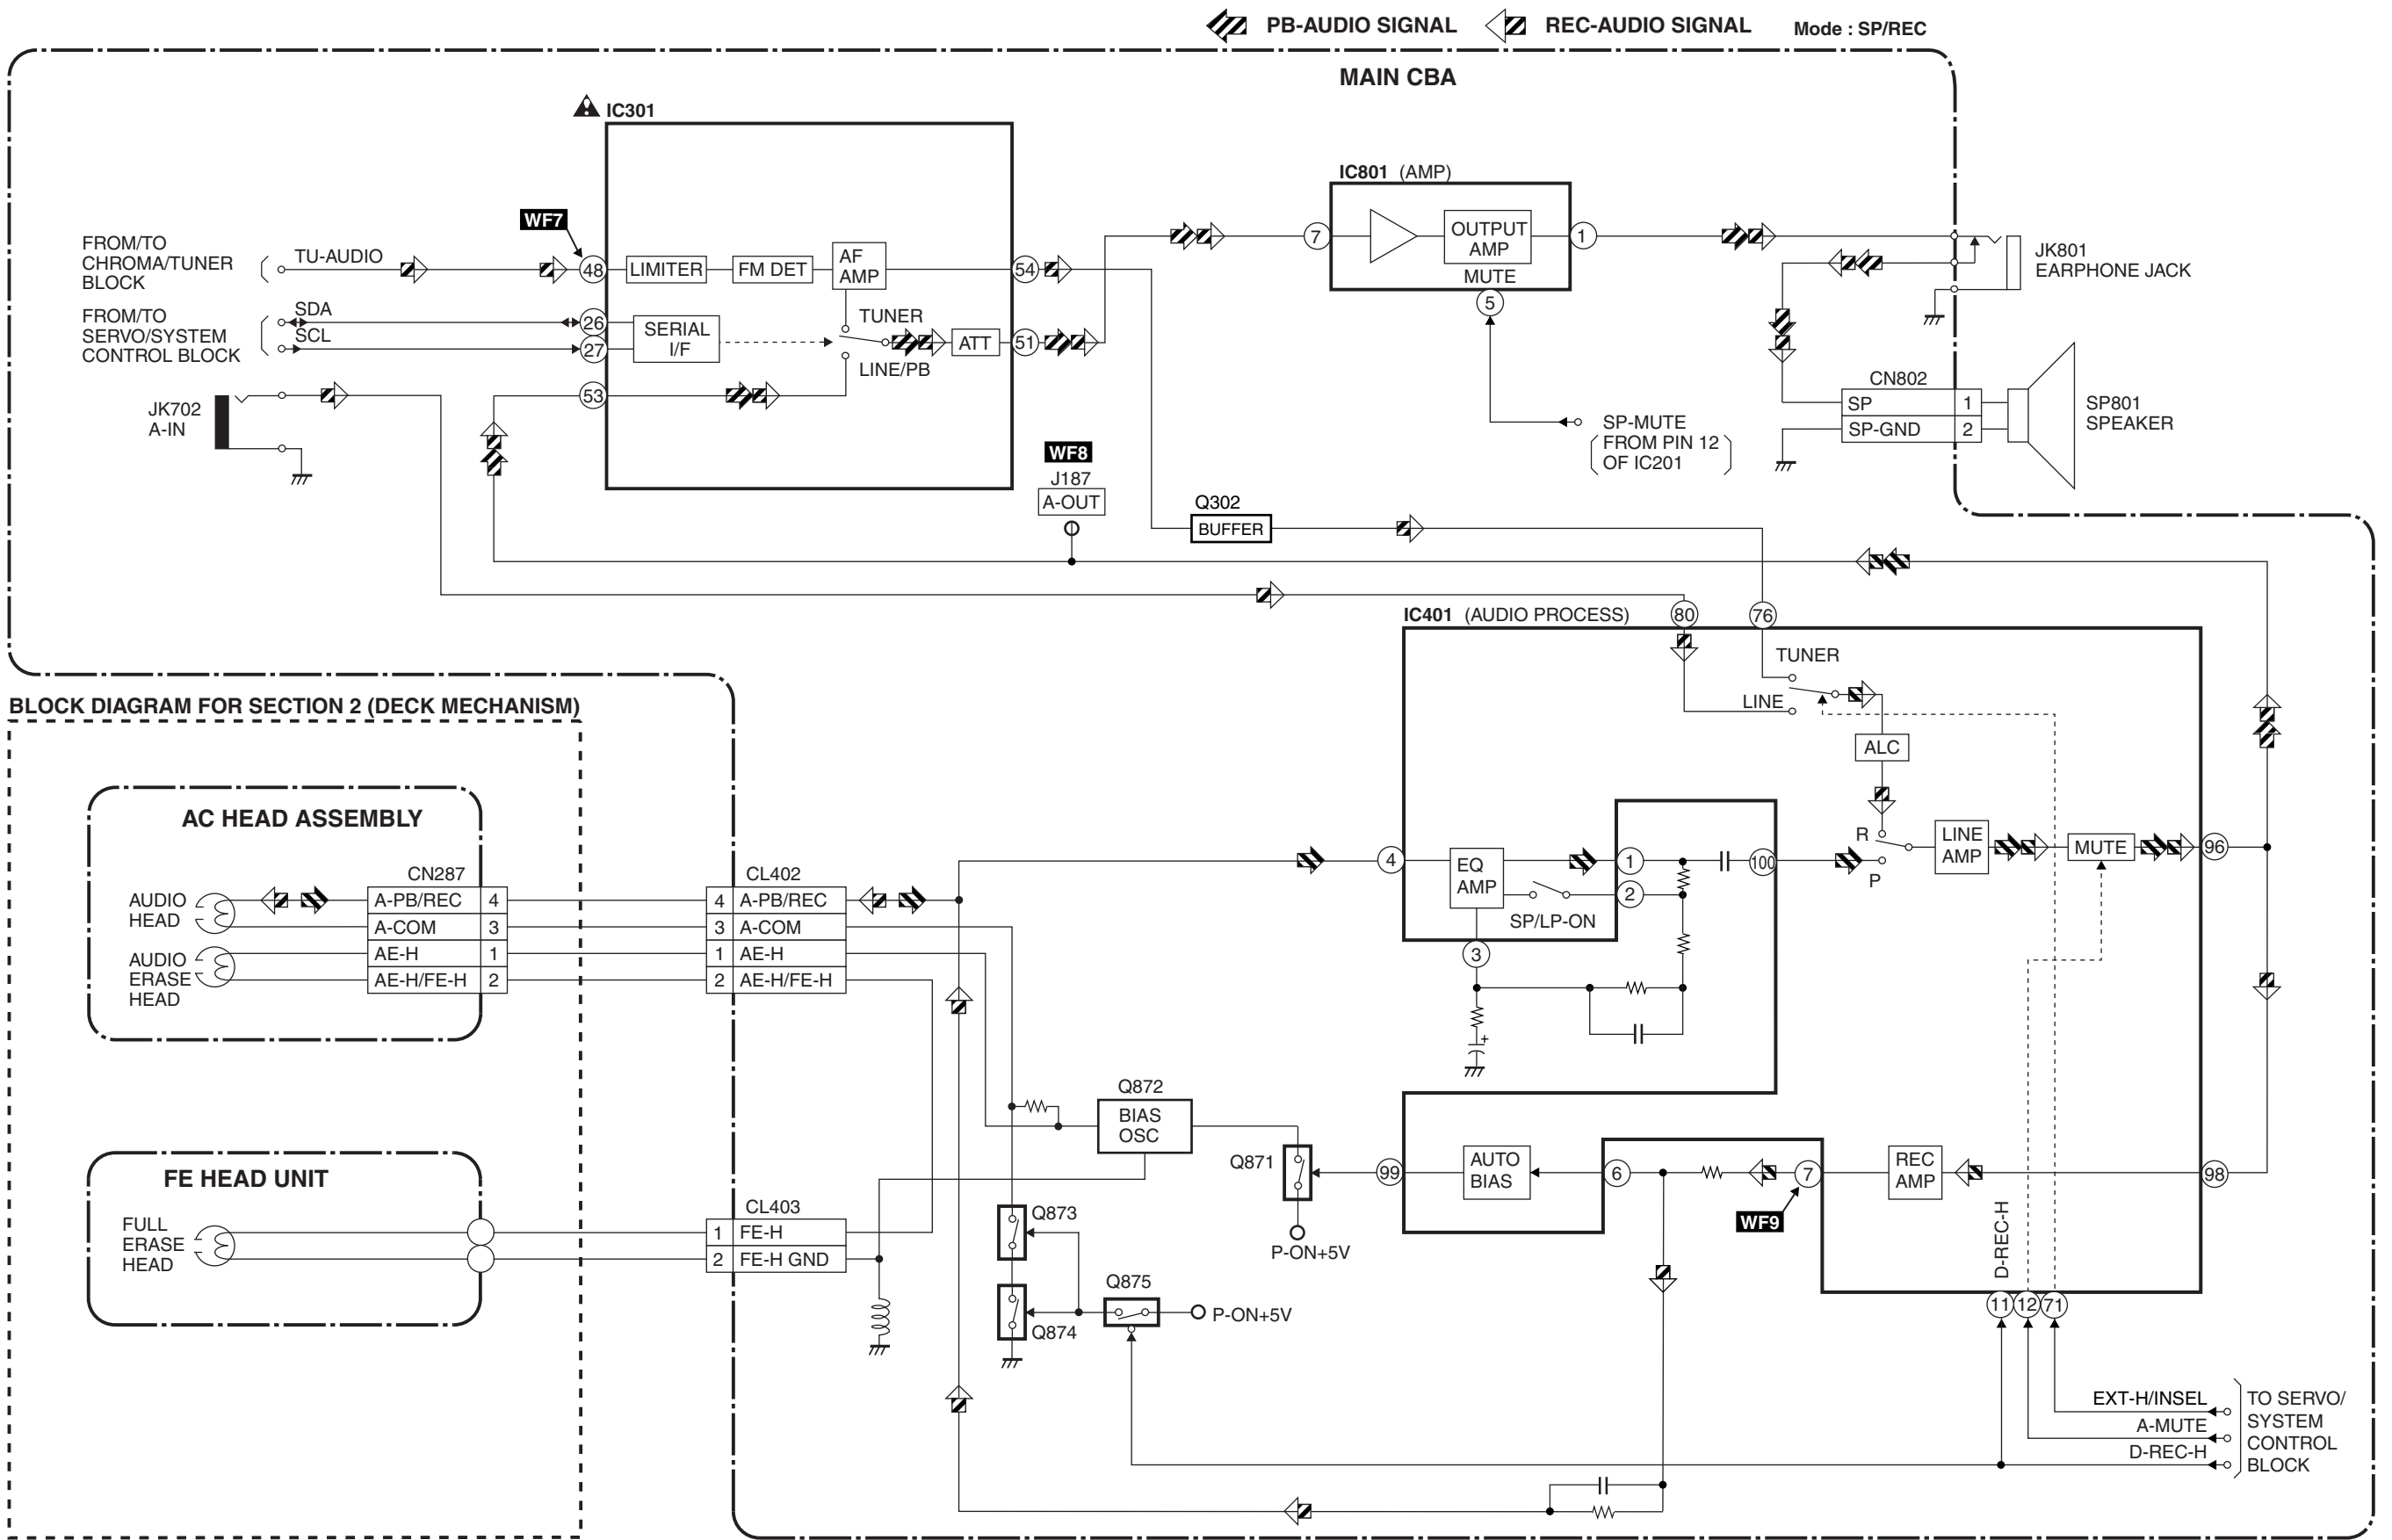 PB-AUDIO SIGNAL REC-AUDIO SIGNAL Mode : SP/REC
MAIN CBA
IC301
WF7
FROM/TO
CHROMA/TUNER
BLOCK
TU-AUDIO
48
LIMITER
FM DET
AF
AMP
54
FROM/TO
SERVO/SYSTEM
CONTROL BLOCK
SDA
SCL
26
27
SERIAL
I/F
TUNER
LINE/PB
ATT
51
53
JK702
A-IN
IC801 (AMP)
7
OUTPUT
AMP
MUTE
1
5
SP-MUTE
FROM PIN 12
OF IC201
JK801
EARPHONE JACK
CN802
SP 1
SP-GND 2
SP801
SPEAKER
WF8
J187
A-OUT
Q302
BUFFER
IC401 (AUDIO PROCESS)
80
76
TUNER
LINE
ALC
R
P
LINE
AMP
MUTE
96
4
EQ
AMP
1
2
100
SP/LP-ON
3
+
BLOCK DIAGRAM FOR SECTION 2 (DECK MECHANISM)
AC HEAD ASSEMBLY
AUDIO
HEAD
AUDIO
ERASE
HEAD
CN287
A-PB/REC 4
A-COM 3
AE-H 1
AE-H/FE-H 2
CL402
4 A-PB/REC
3 A-COM
1 AE-H
2 AE-H/FE-H
FE HEAD UNIT
FULL
ERASE
HEAD
CL403
1 FE-H
2 FE-H GND
Q872
BIAS
OSC
Q871
P-ON+5V
Q873
Q874
Q875
P-ON+5V
99
AUTO
BIAS
6
7
WF9
REC
AMP
98
D-REC-H
11
12
71
EXT-H/INSEL
A-MUTE
D-REC-H
TO SERVO/
SYSTEM
CONTROL
BLOCK